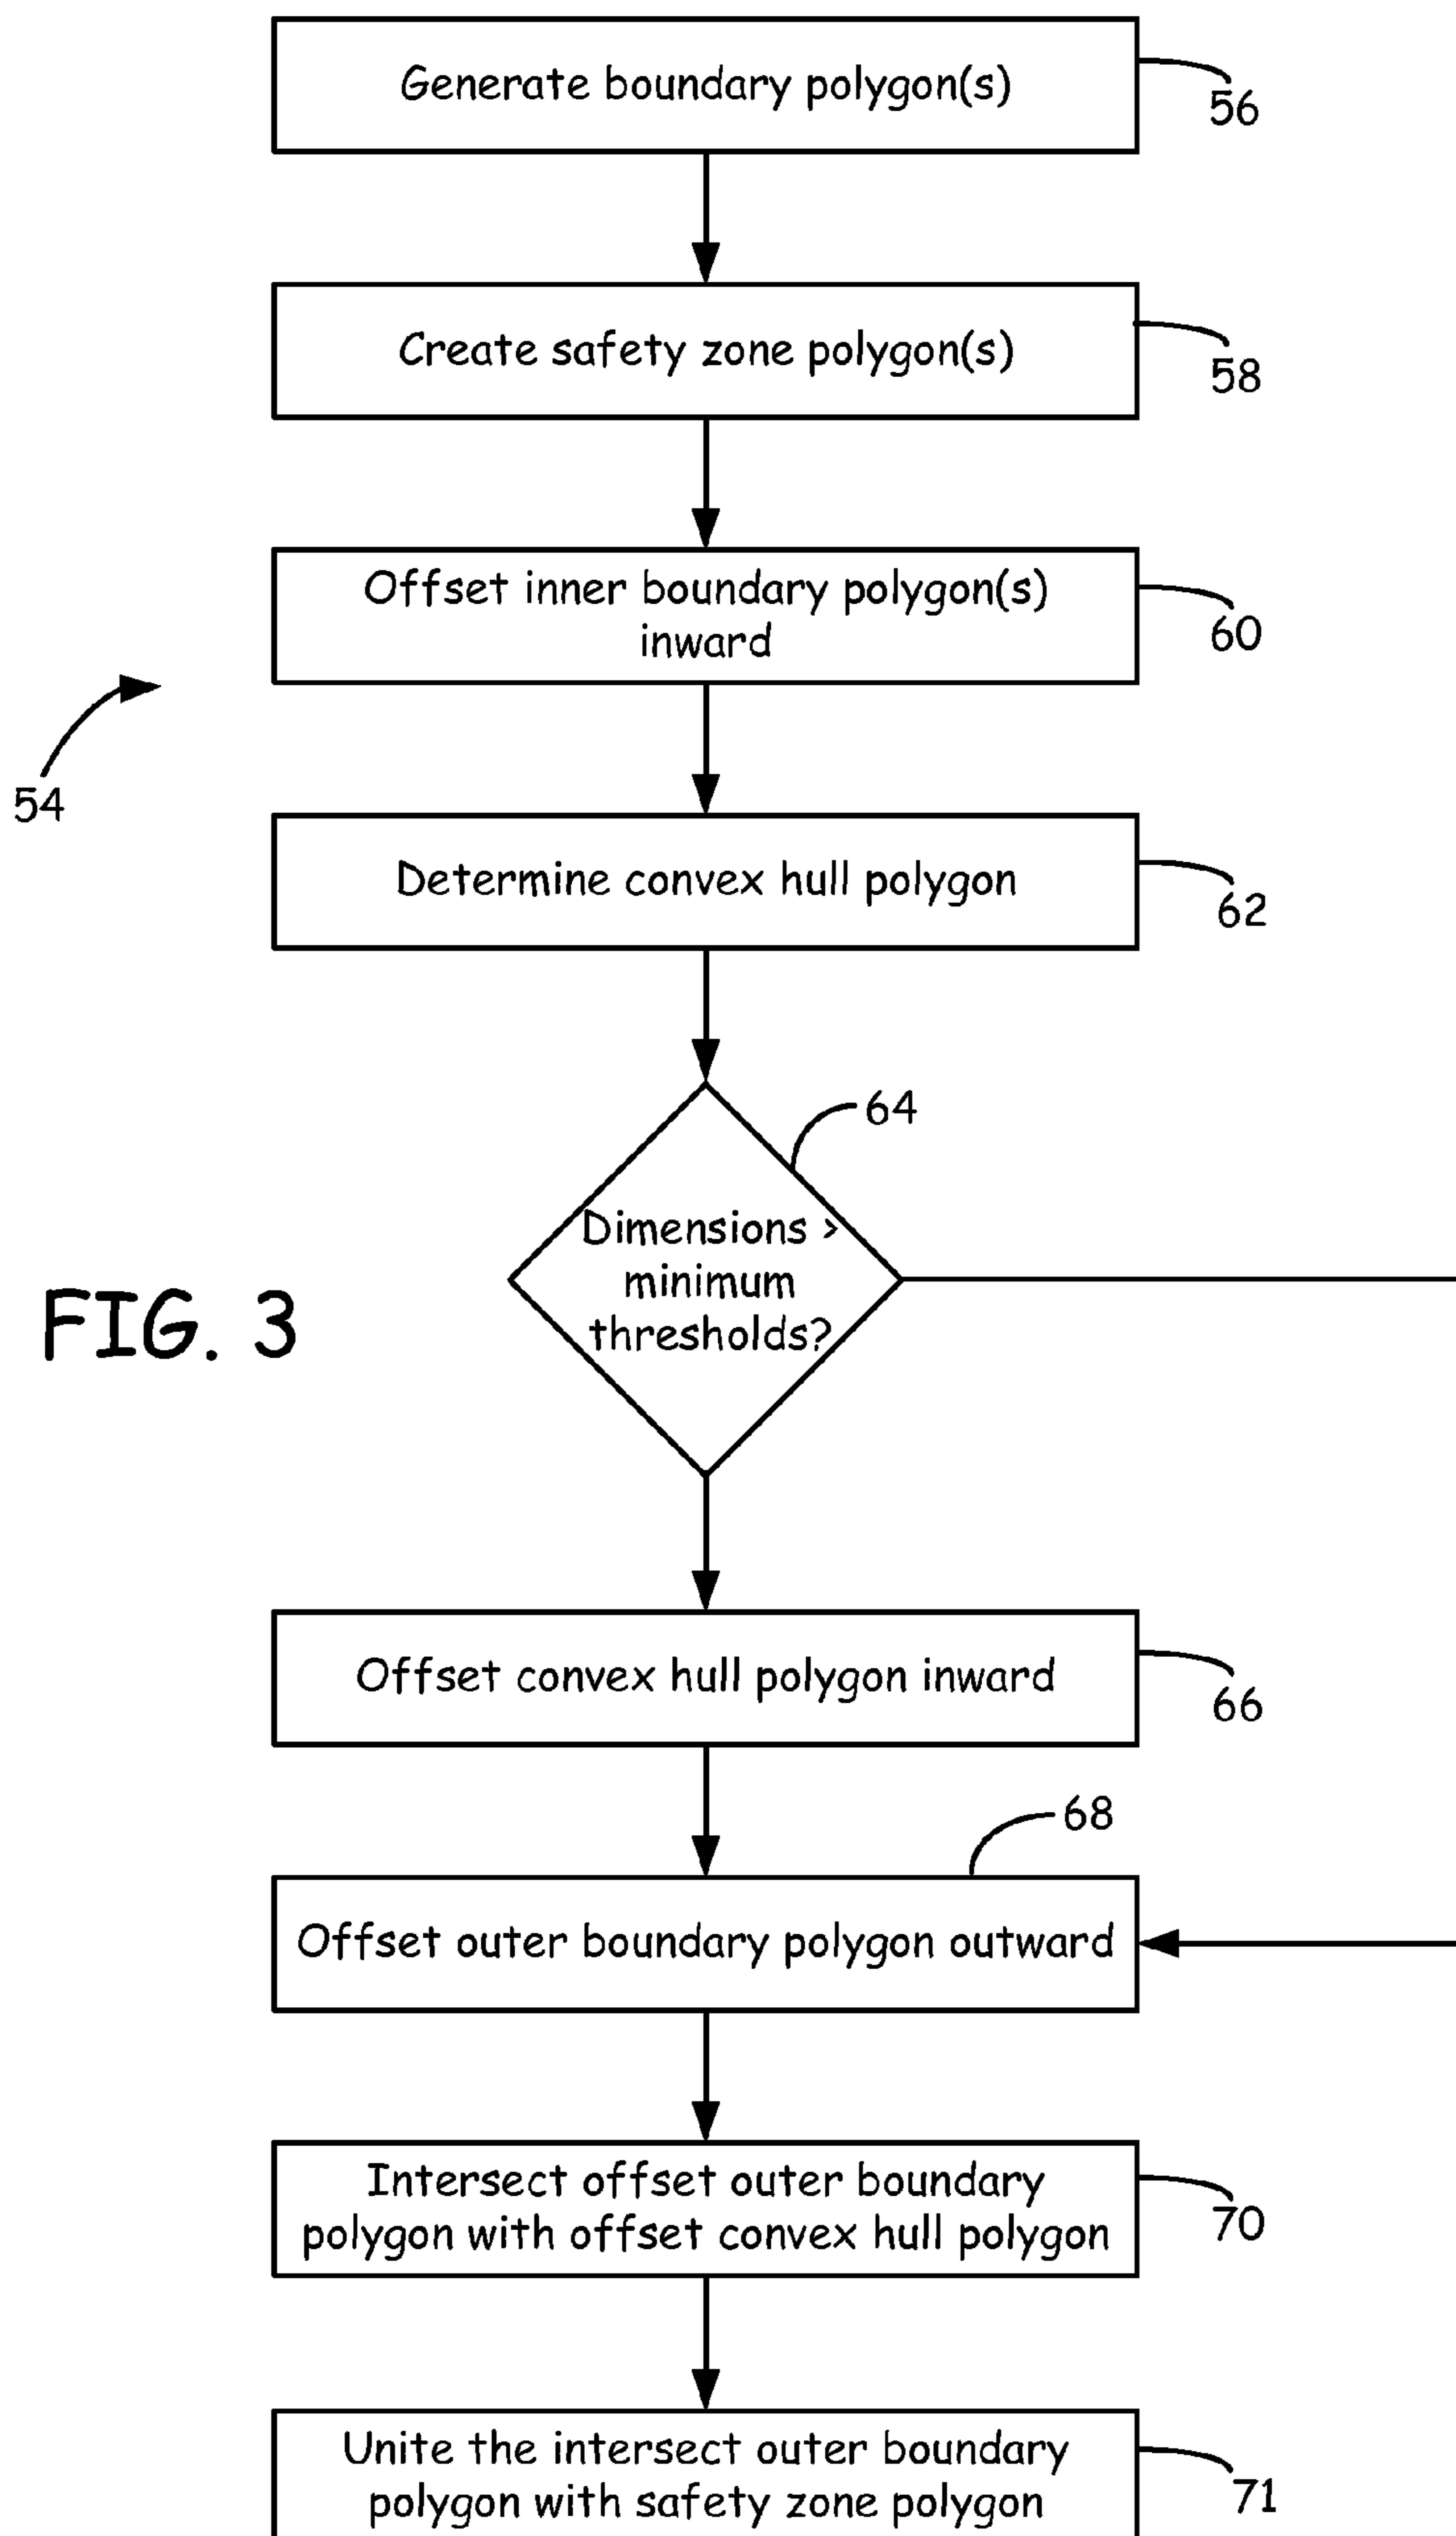 Generate boundary polygon(s)
56
Create safety zone polygon(s)
58
Offset inner boundary polygon(s)
inward
60
54
Determine convex hull polygon
62
64
Dimensions >
minimum
thresholds?
FIG. 3
Offset convex hull polygon inward
66
68
Offset outer boundary polygon outward
Intersect offset outer boundary
polygon with offset convex hull polygon
70
Unite the intersect outer boundary
polygon with safety zone polygon
71